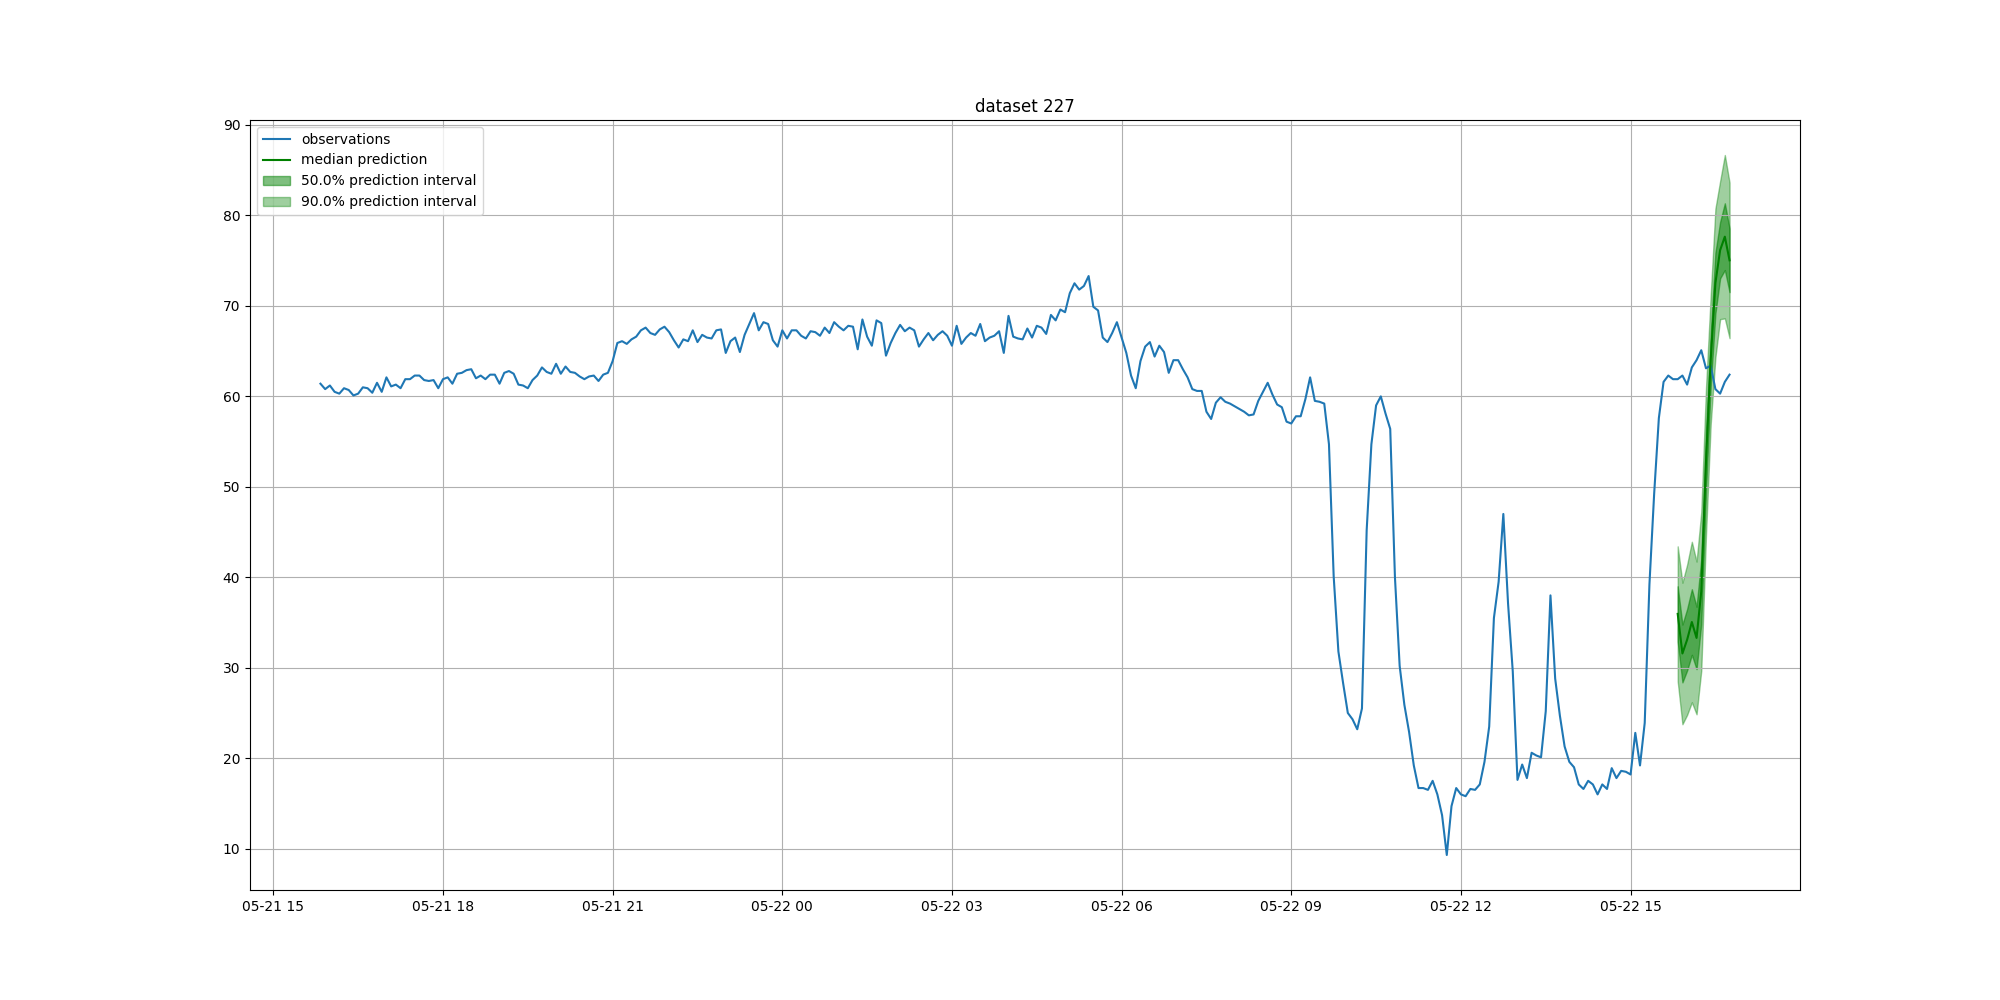 dataset 227
90
80
70
60
50
40
30
20
10
observations
median prediction
50.0% prediction interval
90.0% prediction interval
05-21 15 05-21 18 05-21 21 05-22 00 05-22 03 05-22 06 05-22 09 05-22 12 05-22 15